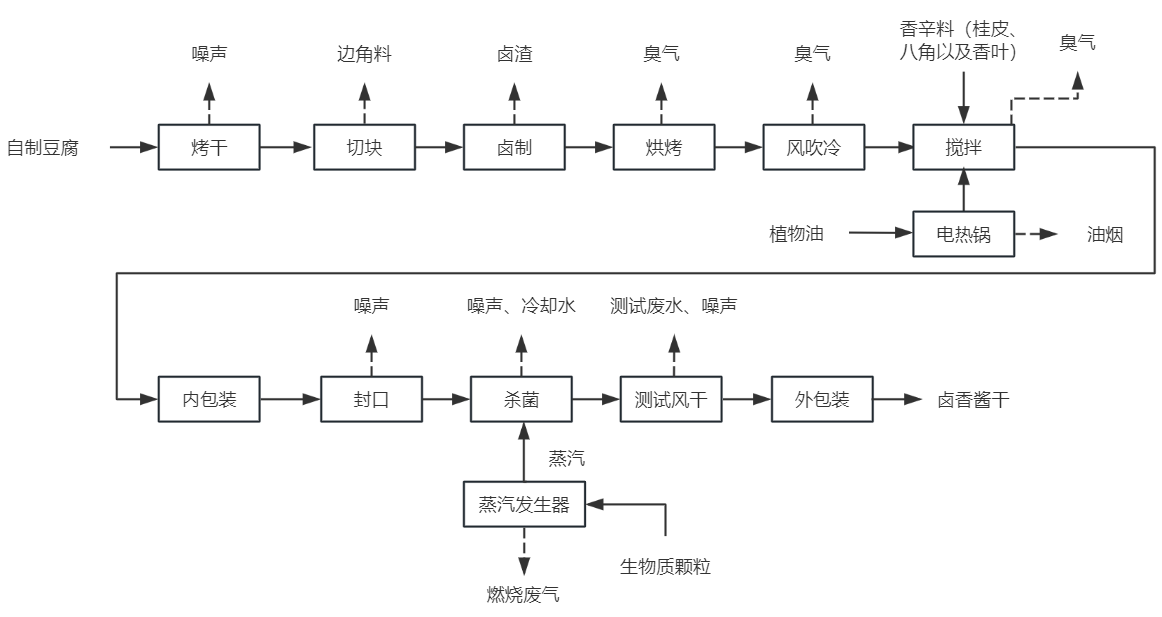 香辛料（桂皮、
八角以及香叶）
噪声
边角料
卤渣
臭气
臭气
臭气
自制豆腐
烤干
切块
卤制
烘烤
风吹冷
搅拌
植物油
电热锅
油烟
噪声
噪声、冷却水
测试废水、噪声
内包装
封口
杀菌
测试风干
外包装
卤香酱干
蒸汽
蒸汽发生器
生物质颗粒
燃烧废气